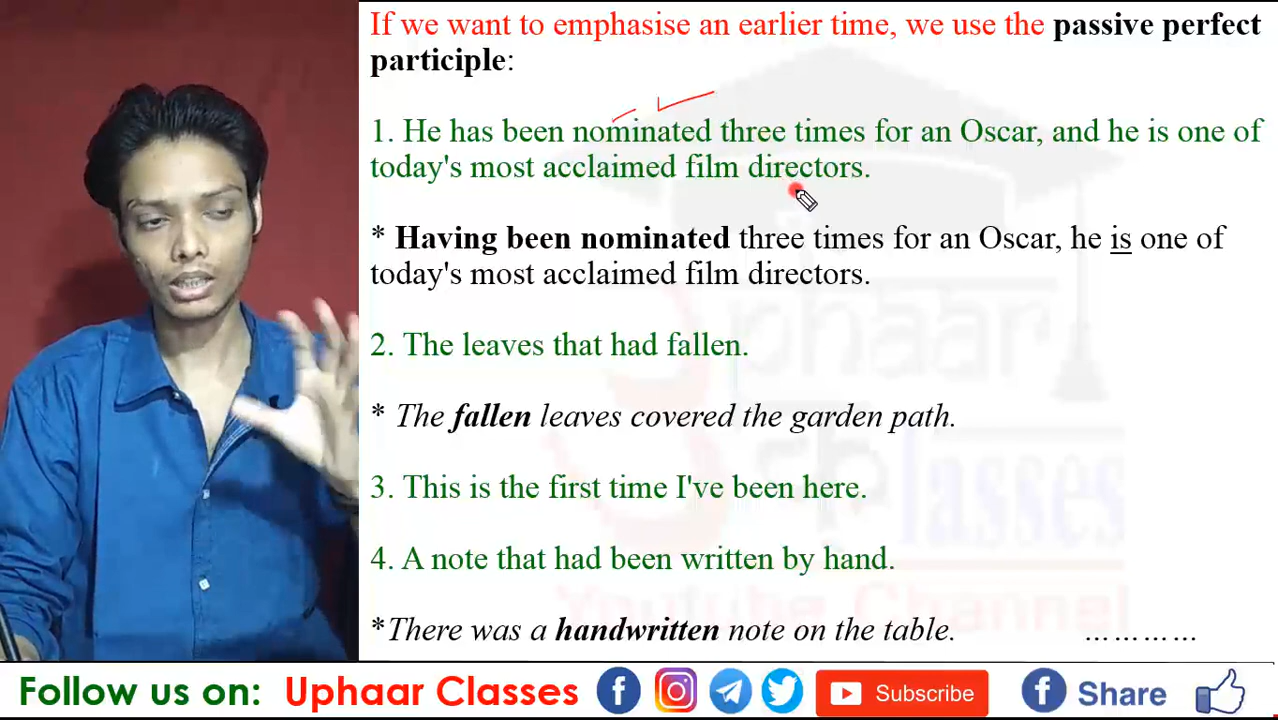 If we want to emphasise an earlier time, we use the passive perfect
participle:
1. He has been nominated three times for an Oscar, and he is one of
today's most acclaimed film directors.
* Having been nominated three times for an Oscar, he is one of
today's most acclaimed film directors.
2. The leaves that had fallen.
* The fallen leaves covered the garden path.
3. This is the first time I've been here.
4. A note that had been written by hand.
*There was a handwritten note on the table. …………
Follow us on: Uphaar Classes Subscribe Share
Uphaar
Classes
Youtube Channel